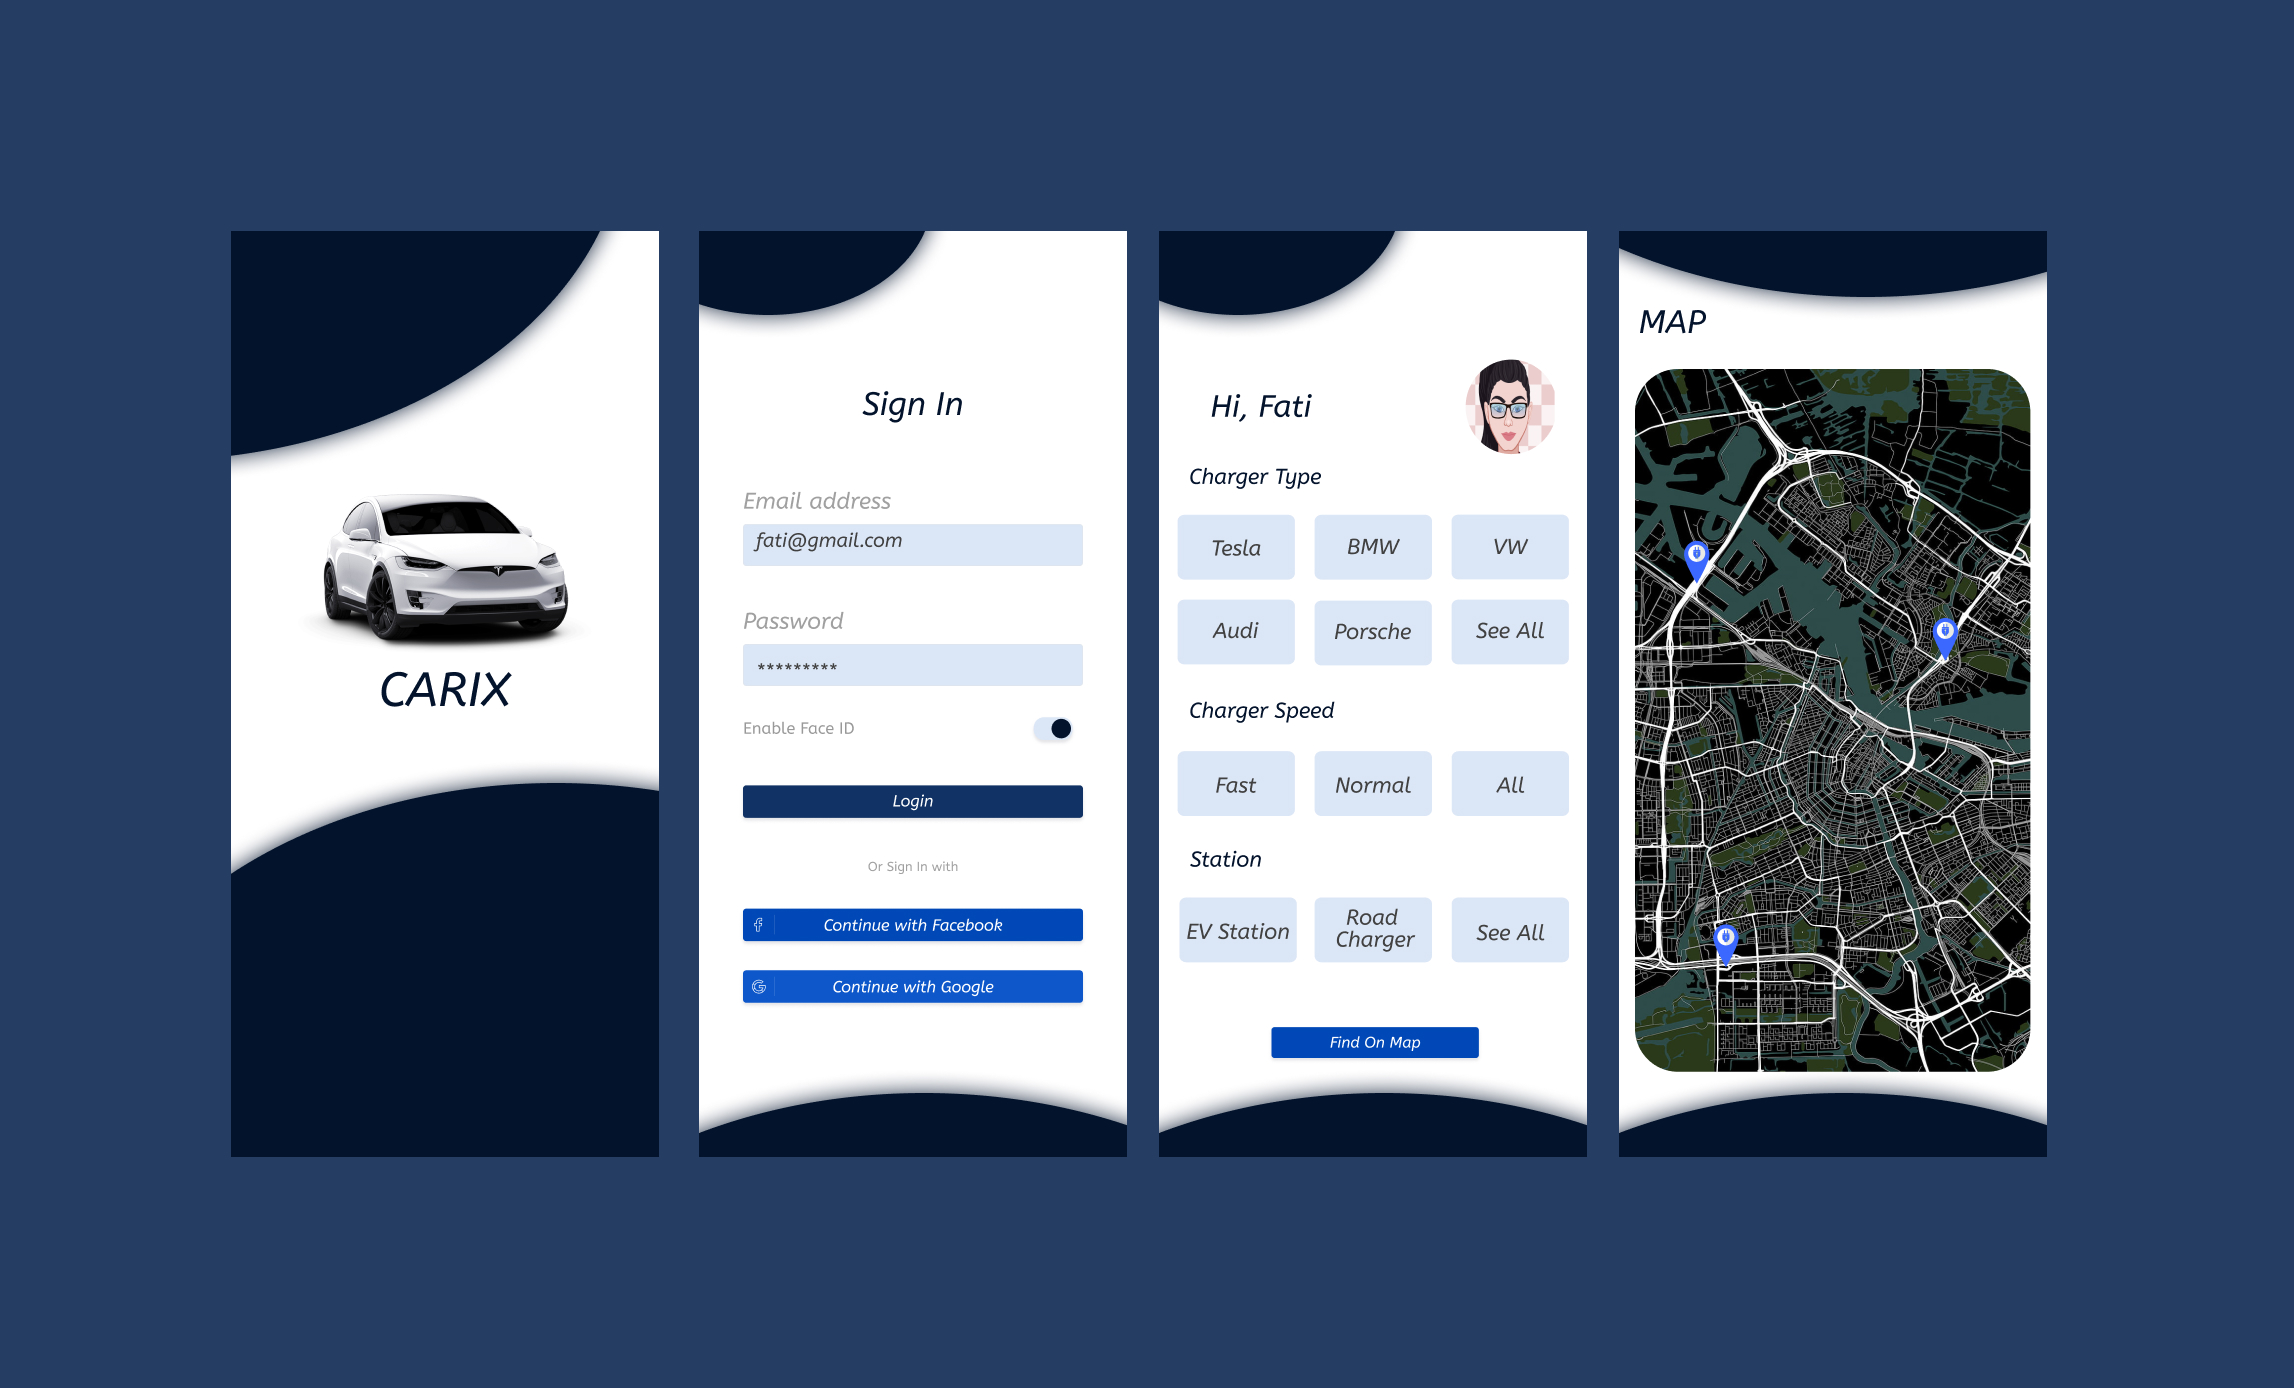 CARIX
Sign In
Email address
fati@gmail.com
Password
*********
Enable Face ID
Login
Or Sign In with
Continue with Facebook
Continue with Google
Hi, Fati
Charger Type
Tesla
BMW
VW
Audi
Porsche
See All
Charger Speed
Fast
Normal
All
Station
EV Station
Road
Charger
See All
Find On Map
MAP